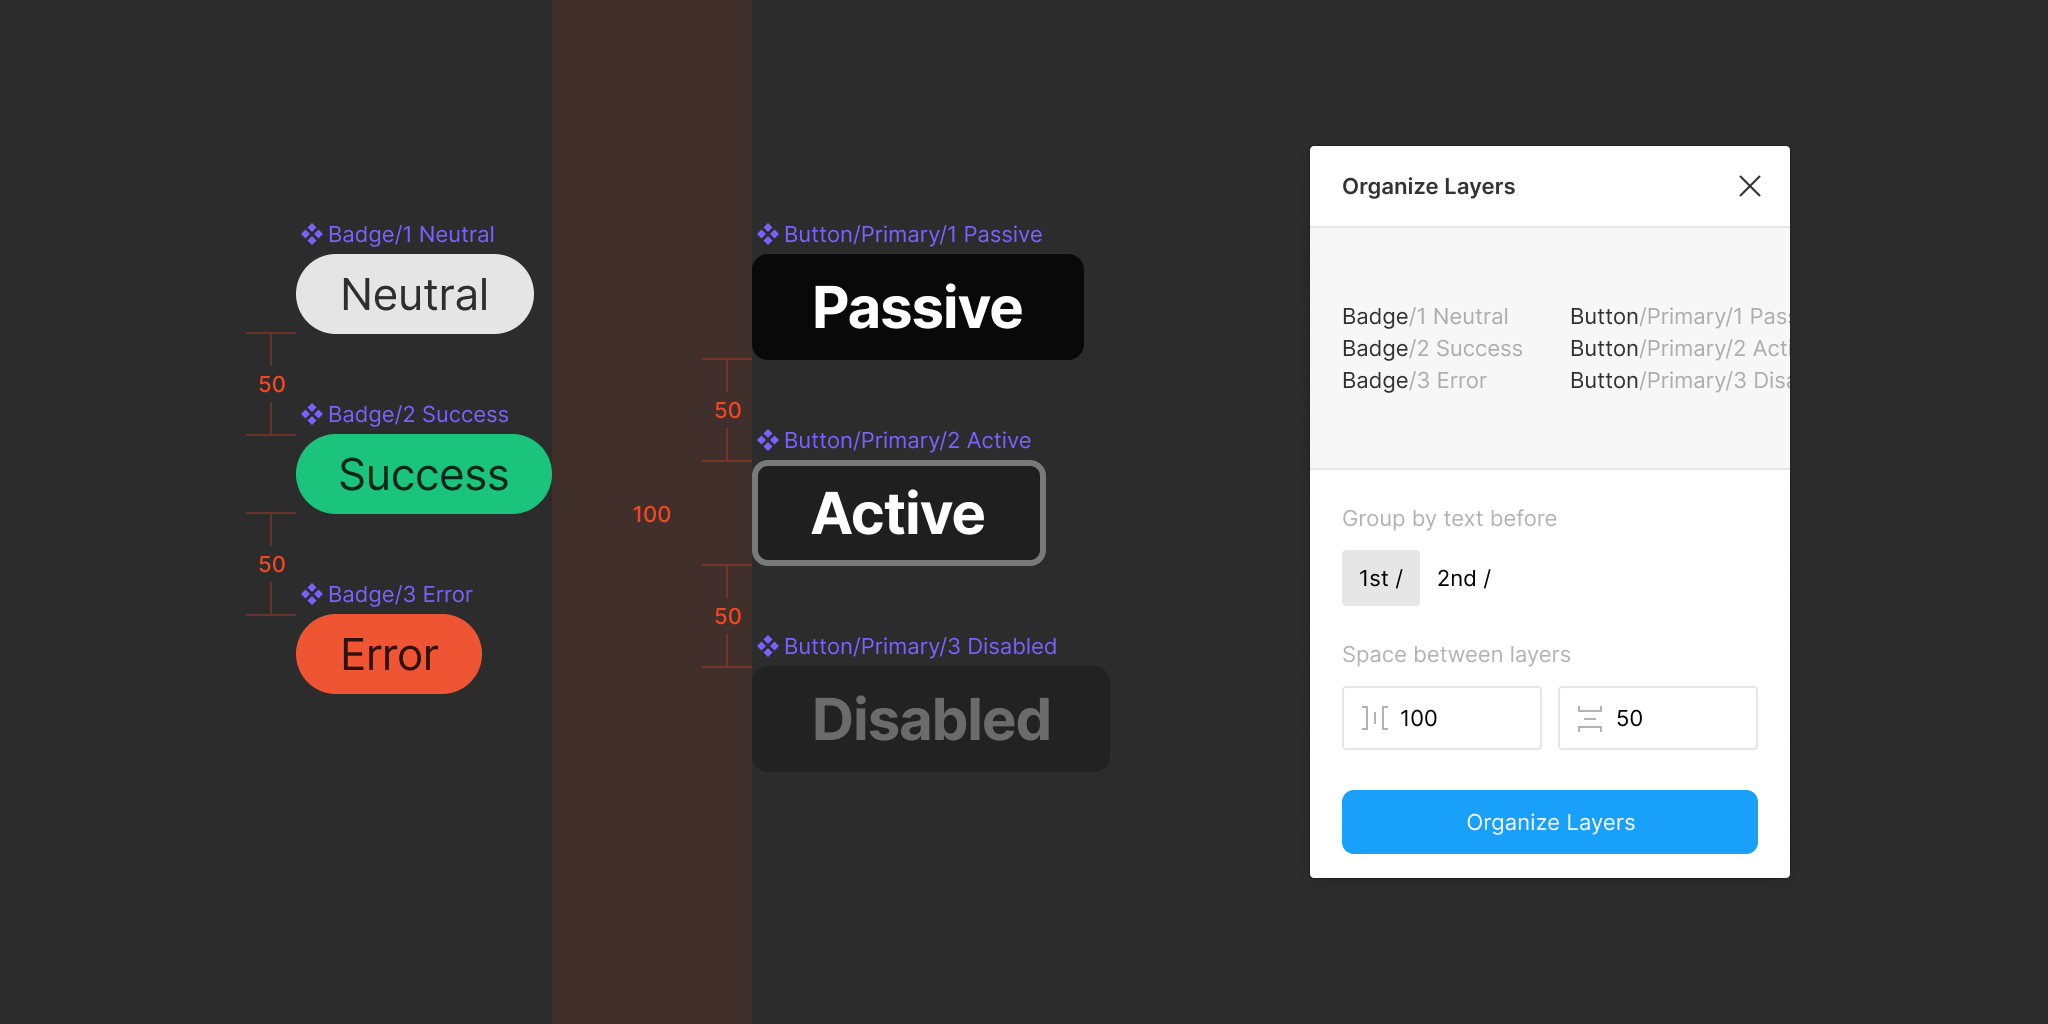 Badge/1 Neutral
Neutral
50
Badge/2 Success
Success
50
Badge/3 Error
Error
100
Button/Primary/1 Passive
Passive
50
Button/Primary/2 Active
Active
50
Button/Primary/3 Disabled
Disabled
Organize Layers
Badge/1 Neutral
Badge/2 Success
Badge/3 Error
Button/Primary/1 Pas
Button/Primary/2 Acti
Button/Primary/3 Disa
Group by text before
1st / 2nd /
Space between layers
100 50
Organize Layers